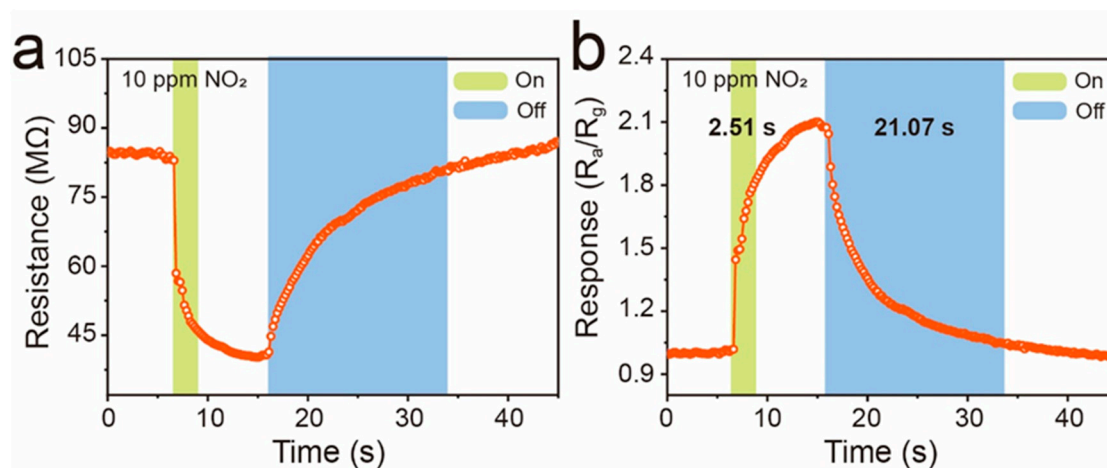 a
105
90
75
60
45
Resistance (MΩ)
10 ppm NO₂
On
Off
0
10
20
30
40
Time (s)
b
2.4
2.1
1.8
1.5
1.2
0.9
Response (Rₐ/R₉)
10 ppm NO₂
On
Off
2.51 s
21.07 s
0
10
20
30
40
Time (s)